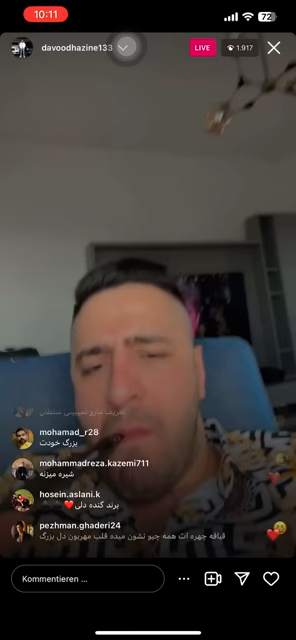 10:11
72
davoodhazine133
LIVE
1.917
mohamad_r28
بزرگ خودت
mohammadreza.kazemi711
شیره میزنه
hosein.aslani.k
برند کنده دلی❤️
pezhman.ghaderi24
قیافه چهره ات همه چیو نشون میده قلب مهربون دل بزرگ
Kommentieren ...